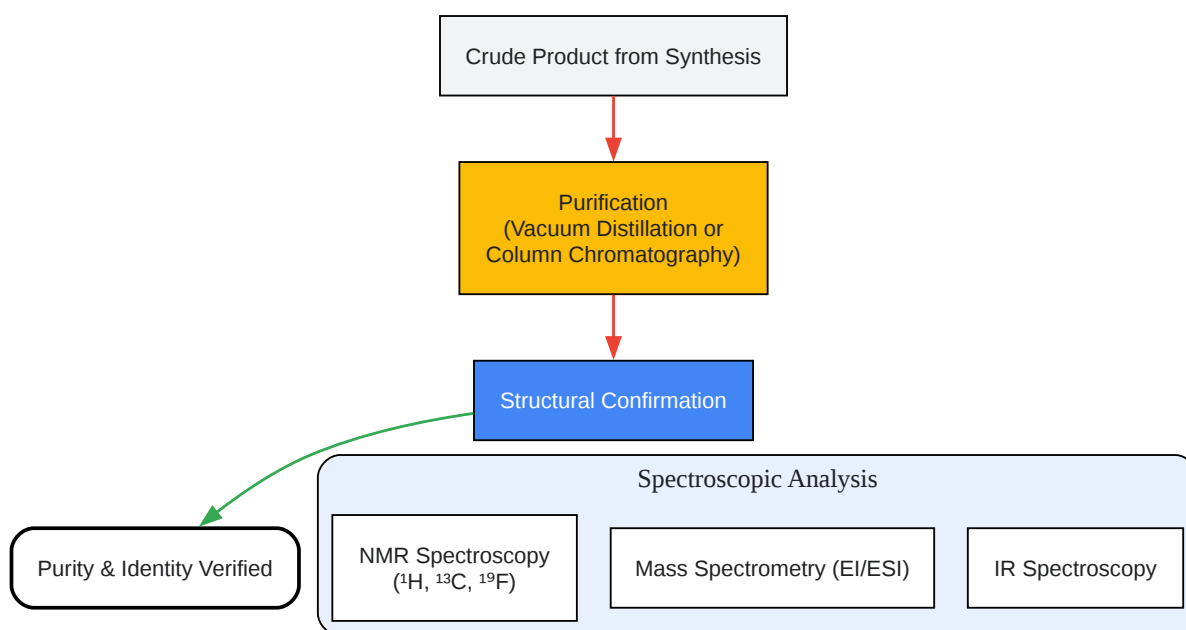 Crude Product from Synthesis
Purification
(Vacuum Distillation or
Column Chromatography)
Structural Confirmation
Spectroscopic Analysis
Purity & Identity Verified
NMR Spectroscopy
(¹H, ¹³C, ¹⁹F)
Mass Spectrometry (EI/ESI)
IR Spectroscopy